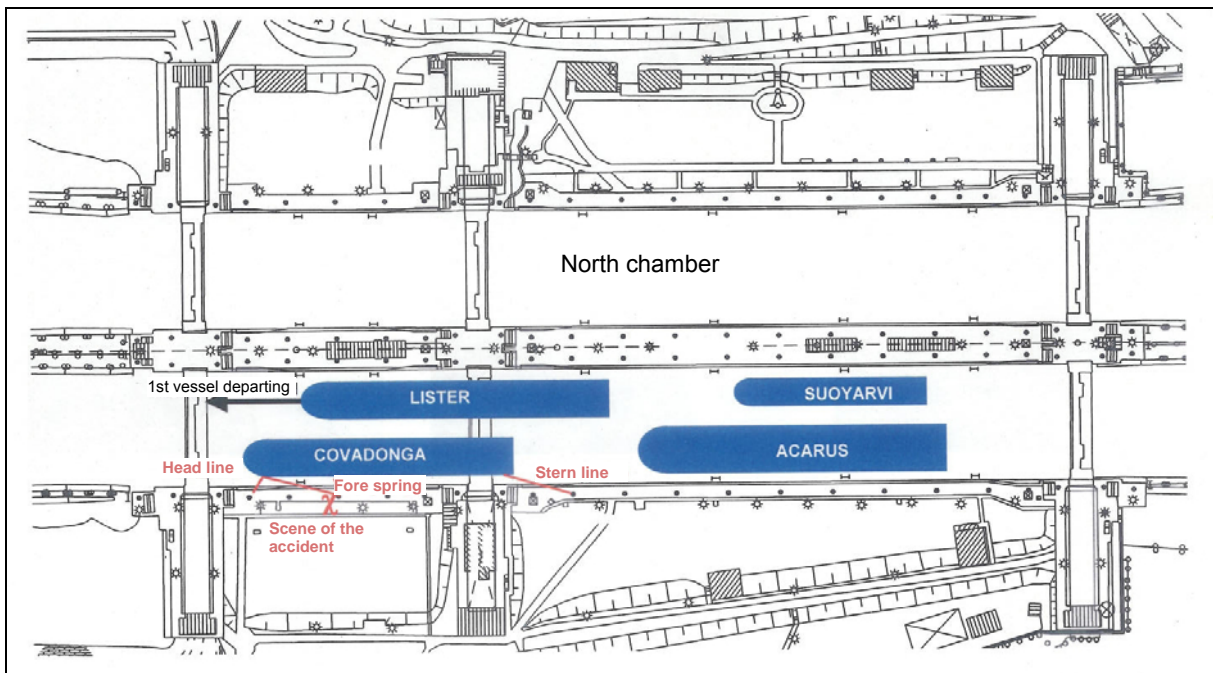 North chamber
1st vessel departing
LISTER
SUOYARVI
COVADONGA
ACARUS
Head line
Fore spring
Stern line
Scene of the
accident